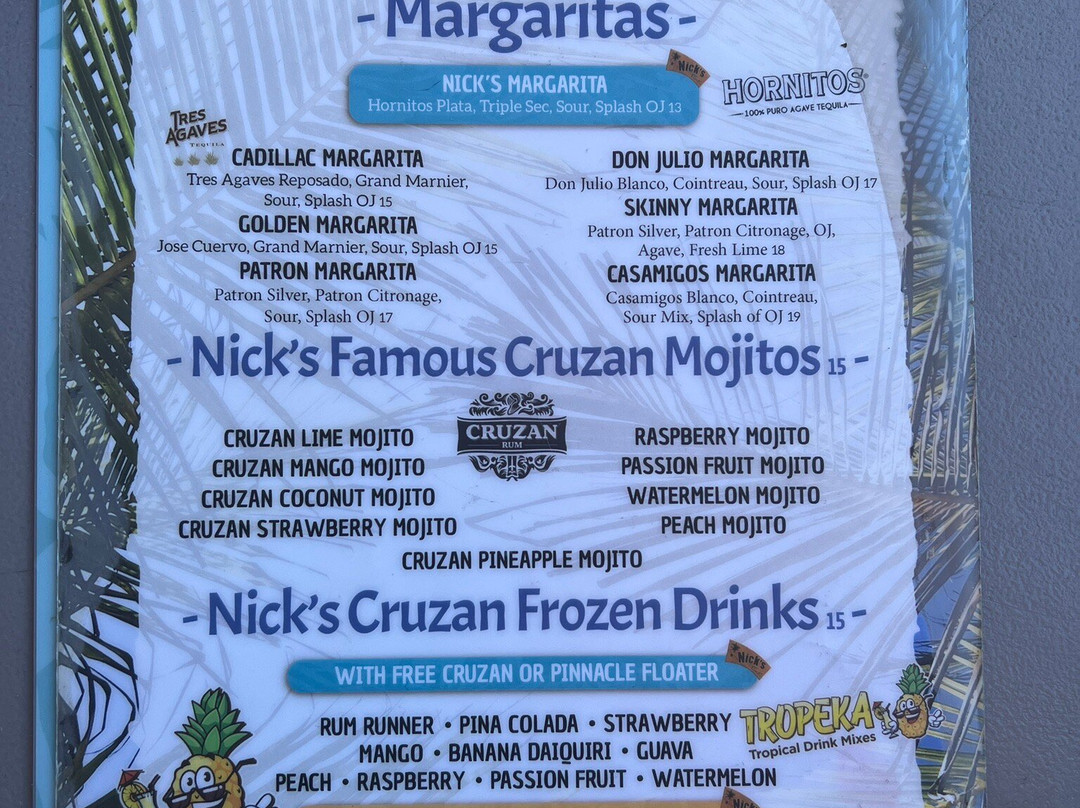 - Margaritas -
NICK'S MARGARITA
Hornitos Plata, Triple Sec, Sour, Splash OJ 13
Nick's
HORNITOS
100% PURO AGAVE TEQUILA
TRES
AGAVES
TEQUILA
CADILLAC MARGARITA
Tres Agaves Reposado, Grand Marnier,
Sour, Splash OJ 15
GOLDEN MARGARITA
Jose Cuervo, Grand Marnier, Sour, Splash OJ 15
PATRON MARGARITA
Patron Silver, Patron Citronage,
Sour, Splash OJ 17
DON JULIO MARGARITA
Don Julio Blanco, Cointreau, Sour, Splash OJ 17
SKINNY MARGARITA
Patron Silver, Patron Citronage, OJ,
Agave, Fresh Lime 18
CASAMIGOS MARGARITA
Casamigos Blanco, Cointreau,
Sour Mix, Splash of OJ 19
- Nick's Famous Cruzan Mojitos 15 -
CRUZAN LIME MOJITO
CRUZAN MANGO MOJITO
CRUZAN COCONUT MOJITO
CRUZAN STRAWBERRY MOJITO
CRUZAN
RUM
RASPBERRY MOJITO
PASSION FRUIT MOJITO
WATERMELON MOJITO
PEACH MOJITO
CRUZAN PINEAPPLE MOJITO
- Nick's Cruzan Frozen Drinks 15 -
WITH FREE CRUZAN OR PINNACLE FLOATER
Nick's
RUM RUNNER • PINA COLADA • STRAWBERRY
MANGO • BANANA DAIQUIRI • GUAVA
PEACH • RASPBERRY • PASSION FRUIT • WATERMELON
TROPEKA
Tropical Drink Mixes
Nick's